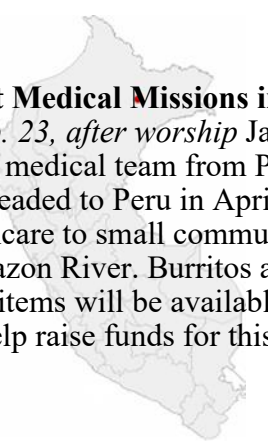 t Medical Missions i
. 23, after worship Ja
medical team from P
eaded to Peru in Apri
care to small commu
azon River. Burritos a
items will be availabl
elp raise funds for this